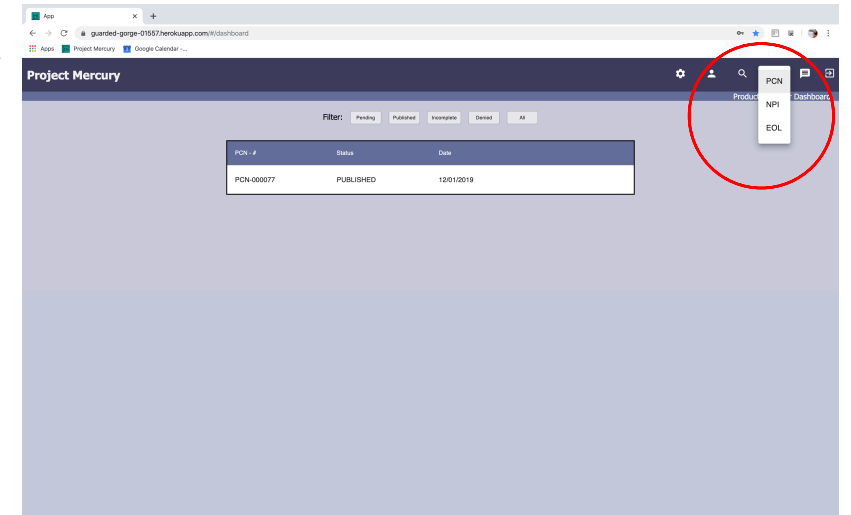 App
guarded-gorge-01557.herokuapp.com/#/dashboard
Apps Project Mercury Google Calendar -...
Project Mercury
PCN
NPI
EOL
Dashboard
Filter: Pending Published Incomplete Denied All
PCN - # Status Date
PCN-000077 PUBLISHED 12/01/2019